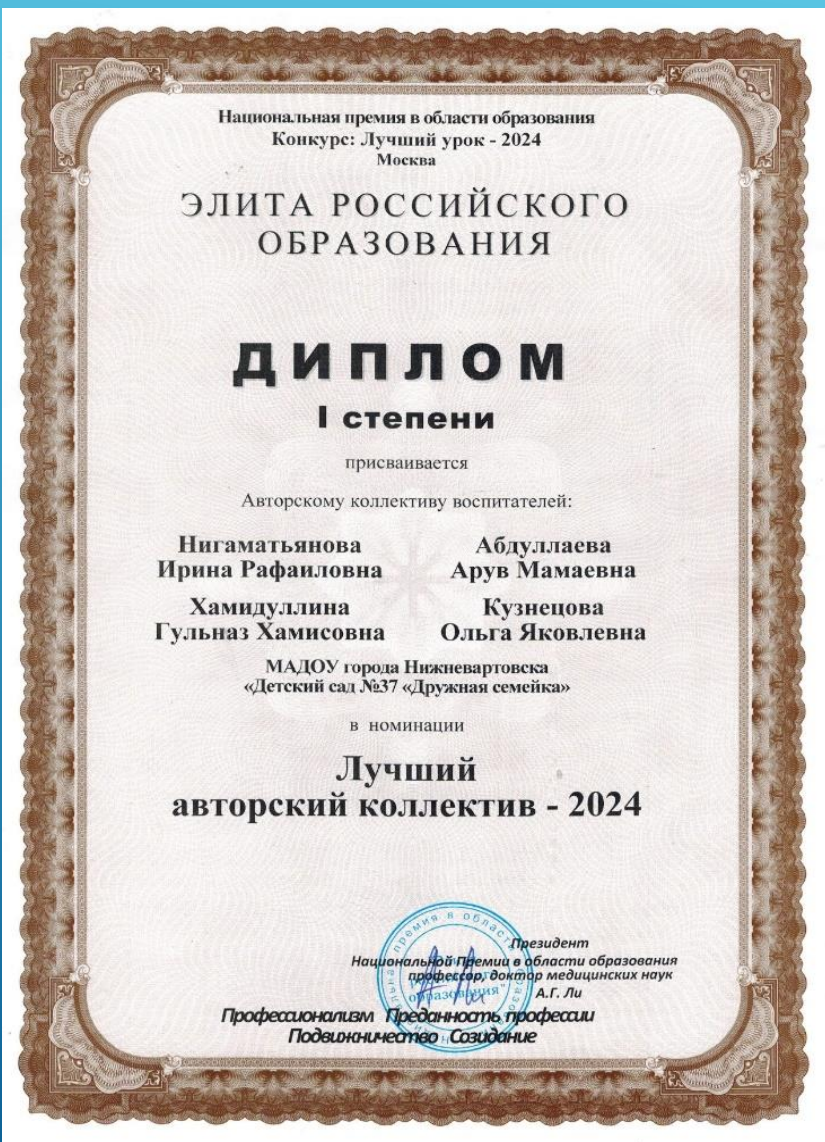 Национальная премия в области образования
Конкурс: Лучший урок - 2024
Москва
ЭЛИТА РОССИЙСКОГО
ОБРАЗОВАНИЯ
ДИПЛОМ
I степени
присваивается
Авторскому коллективу воспитателей:
Нигаматьянова Абдуллаева
Ирина Рафаиловна Арув Мамаевна
Хамидуллина Кузнецова
Гульназ Хамисовна Ольга Яковлевна
МАДОУ города Нижневартовска
«Детский сад №37 «Дружная семейка»
в номинации
Лучший
авторский коллектив - 2024
Президент
Национальной Премии в области образования
профессор, доктор медицинских наук
А.Г. Ли
образования"
Профессионализм Преданность профессии
Подвижничество Созидание